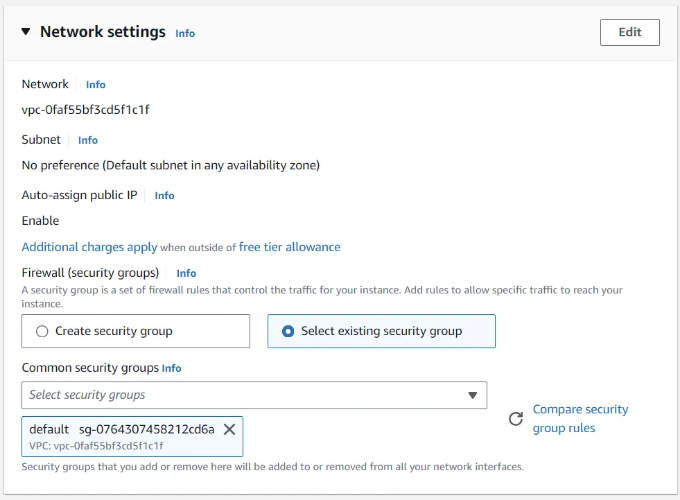 Network settings Info
Edit
Network Info
vpc-0faf55bf3cd5f1c1f
Subnet Info
No preference (Default subnet in any availability zone)
Auto-assign public IP Info
Enable
Additional charges apply when outside of free tier allowance
Firewall (security groups) Info
A security group is a set of firewall rules that control the traffic for your instance. Add rules to allow specific traffic to reach your
instance.
Create security group
Select existing security group
Common security groups Info
Select security groups
default sg-0764307458212cd6a
VPC: vpc-0faf55bf3cd5f1c1f
Compare security
group rules
Security groups that you add or remove here will be added to or removed from all your network interfaces.